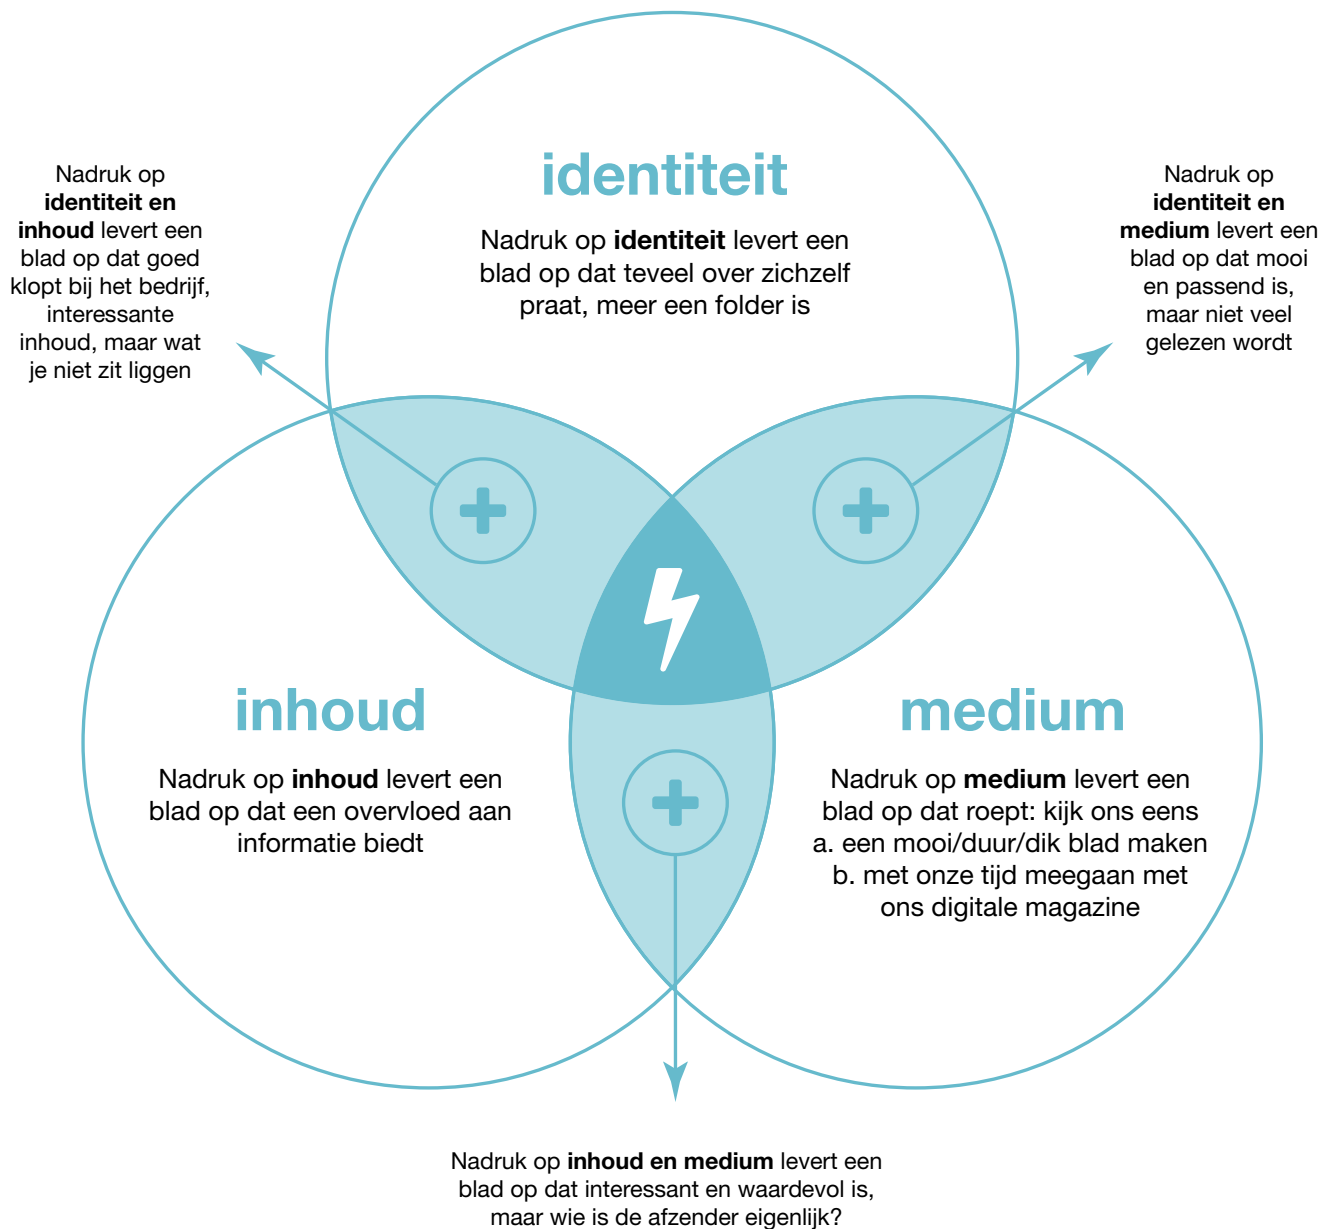 identiteit
Nadruk op identiteit levert een
blad op dat teveel over zichzelf
praat, meer een folder is
Nadruk op
identiteit en
inhoud levert een
blad op dat goed
klopt bij het bedrijf,
interessante
inhoud, maar wat
je niet zit liggen
Nadruk op
identiteit en
medium levert een
blad op dat mooi
en passend is,
maar niet veel
gelezen wordt
inhoud
Nadruk op inhoud levert een
blad op dat een overvloed aan
informatie biedt
medium
Nadruk op medium levert een
blad op dat roept: kijk ons eens
a. een mooi/duur/dik blad maken
b. met onze tijd meegaan met
ons digitale magazine
Nadruk op inhoud en medium levert een
blad op dat interessant en waardevol is,
maar wie is de afzender eigenlijk?